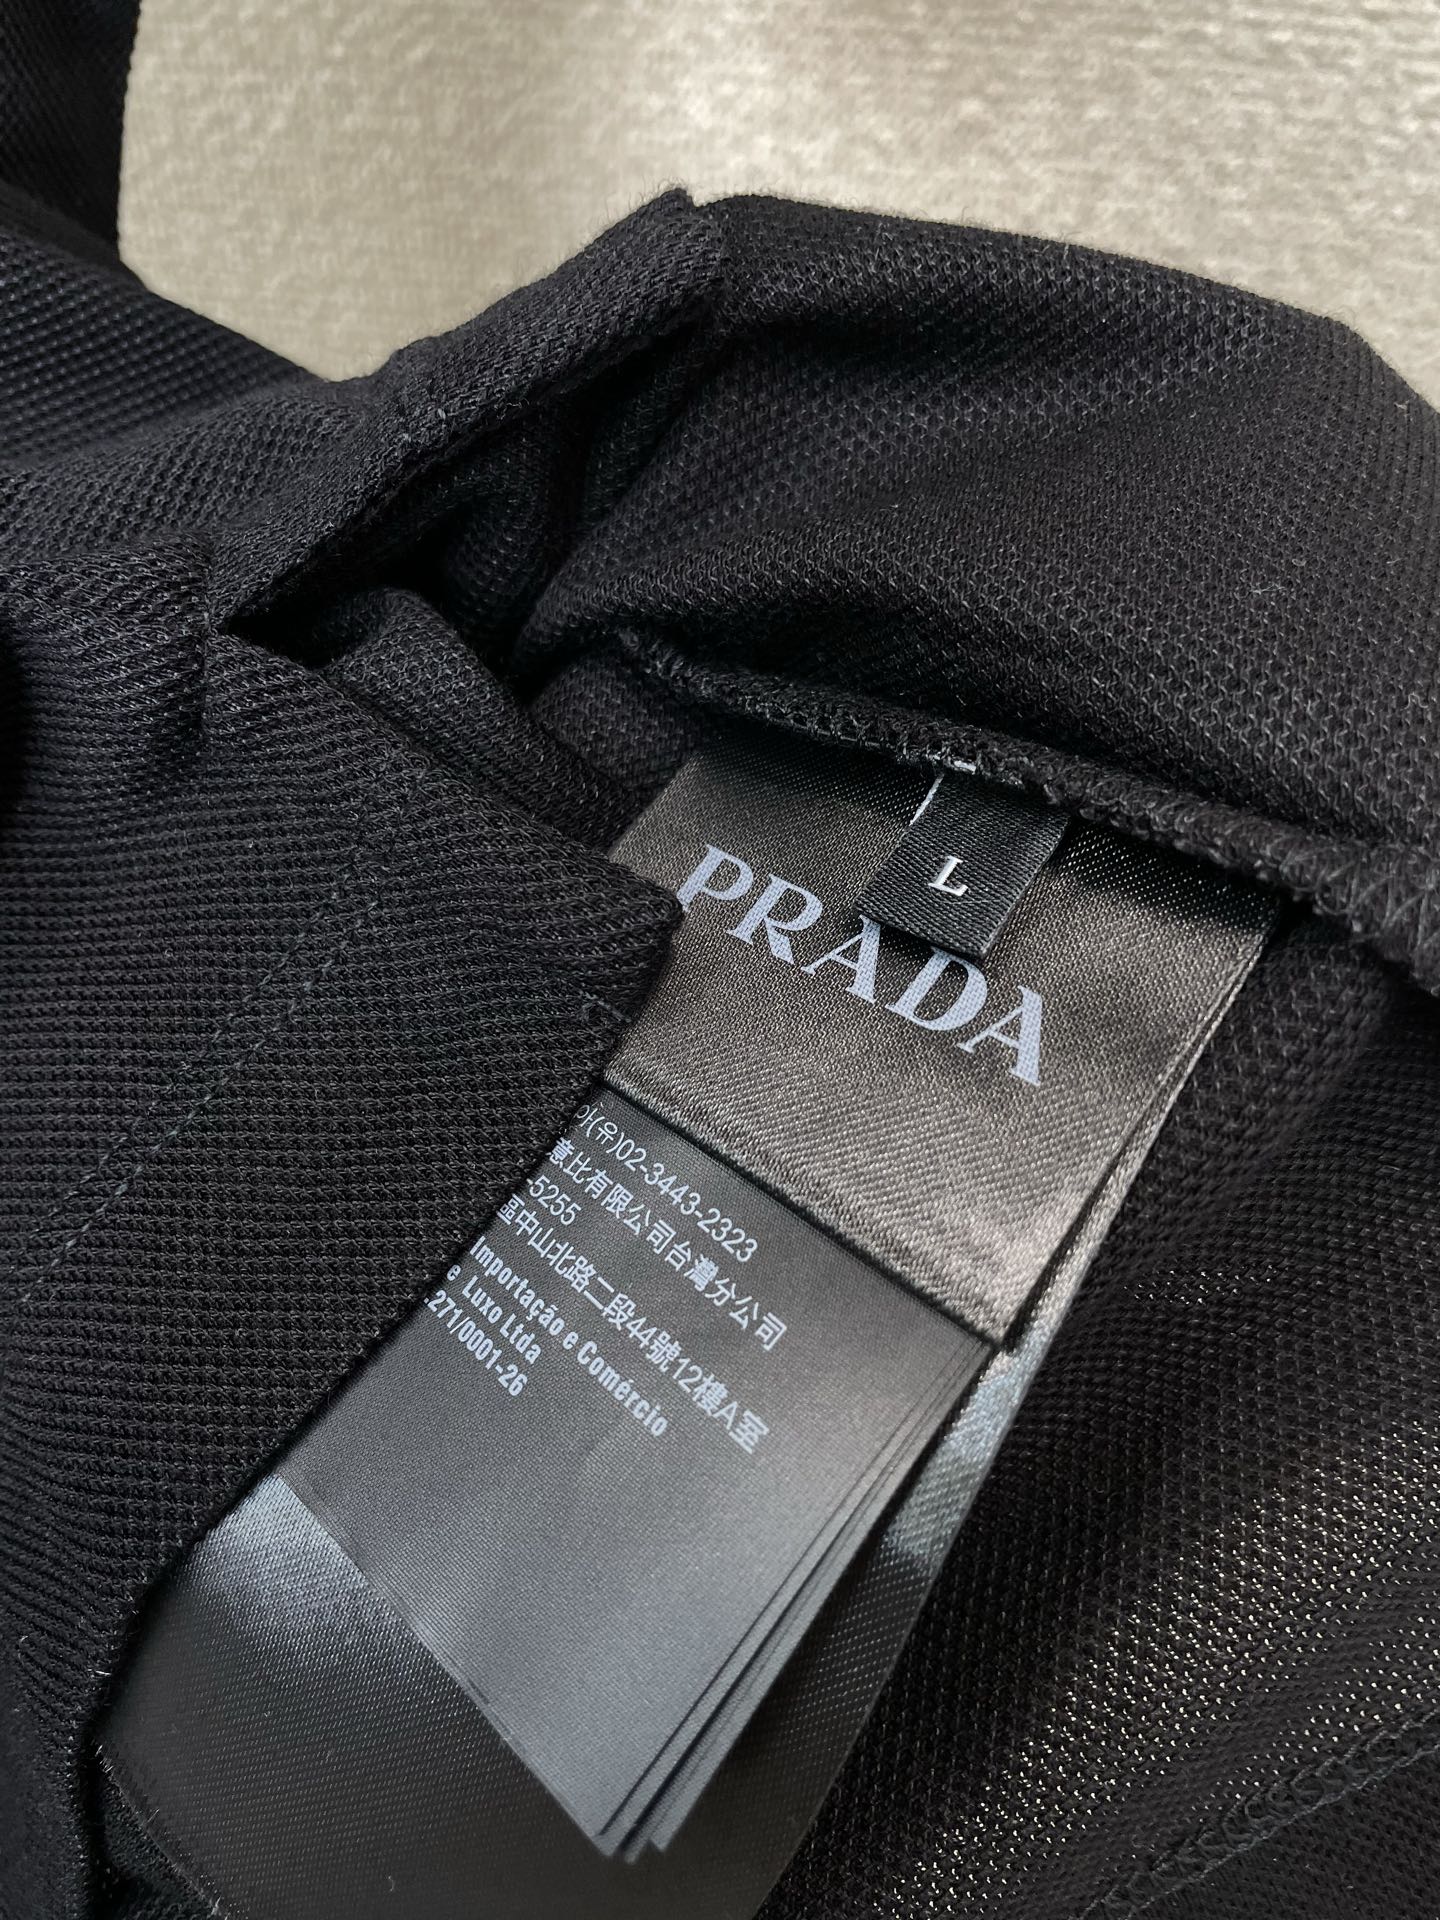 L
PRADA
아(유)02-3443-2323
意比有限公司台灣分公司
-5255
區中山北路二段44號12樓A室
Importação e Comércio
e Luxo Ltda
.271/0001-26